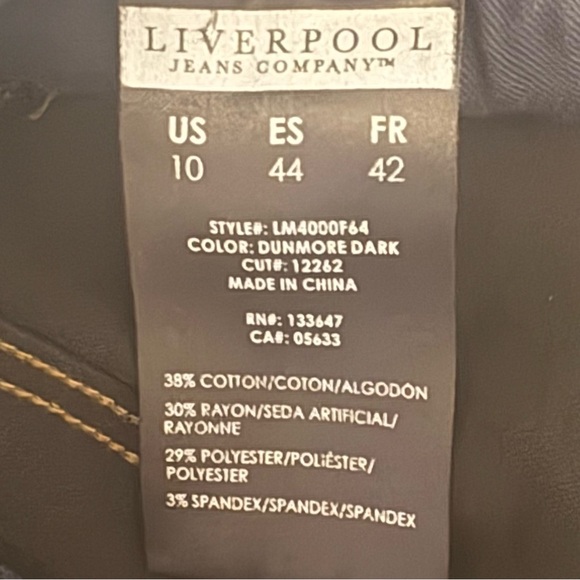 LIVERPOOL
JEANS COMPANY™
US ES FR
10 44 42
STYLE#: LM4000F64
COLOR: DUNMORE DARK
CUT#: 12262
MADE IN CHINA
RN#: 133647
CA#: 05633
38% COTTON/COTON/ALGODÓN
30% RAYON/SEDA ARTIFICIAL/
RAYONNE
29% POLYESTER/POLIÉSTER/
POLYESTER
3% SPANDEX/SPANDEX/SPANDEX